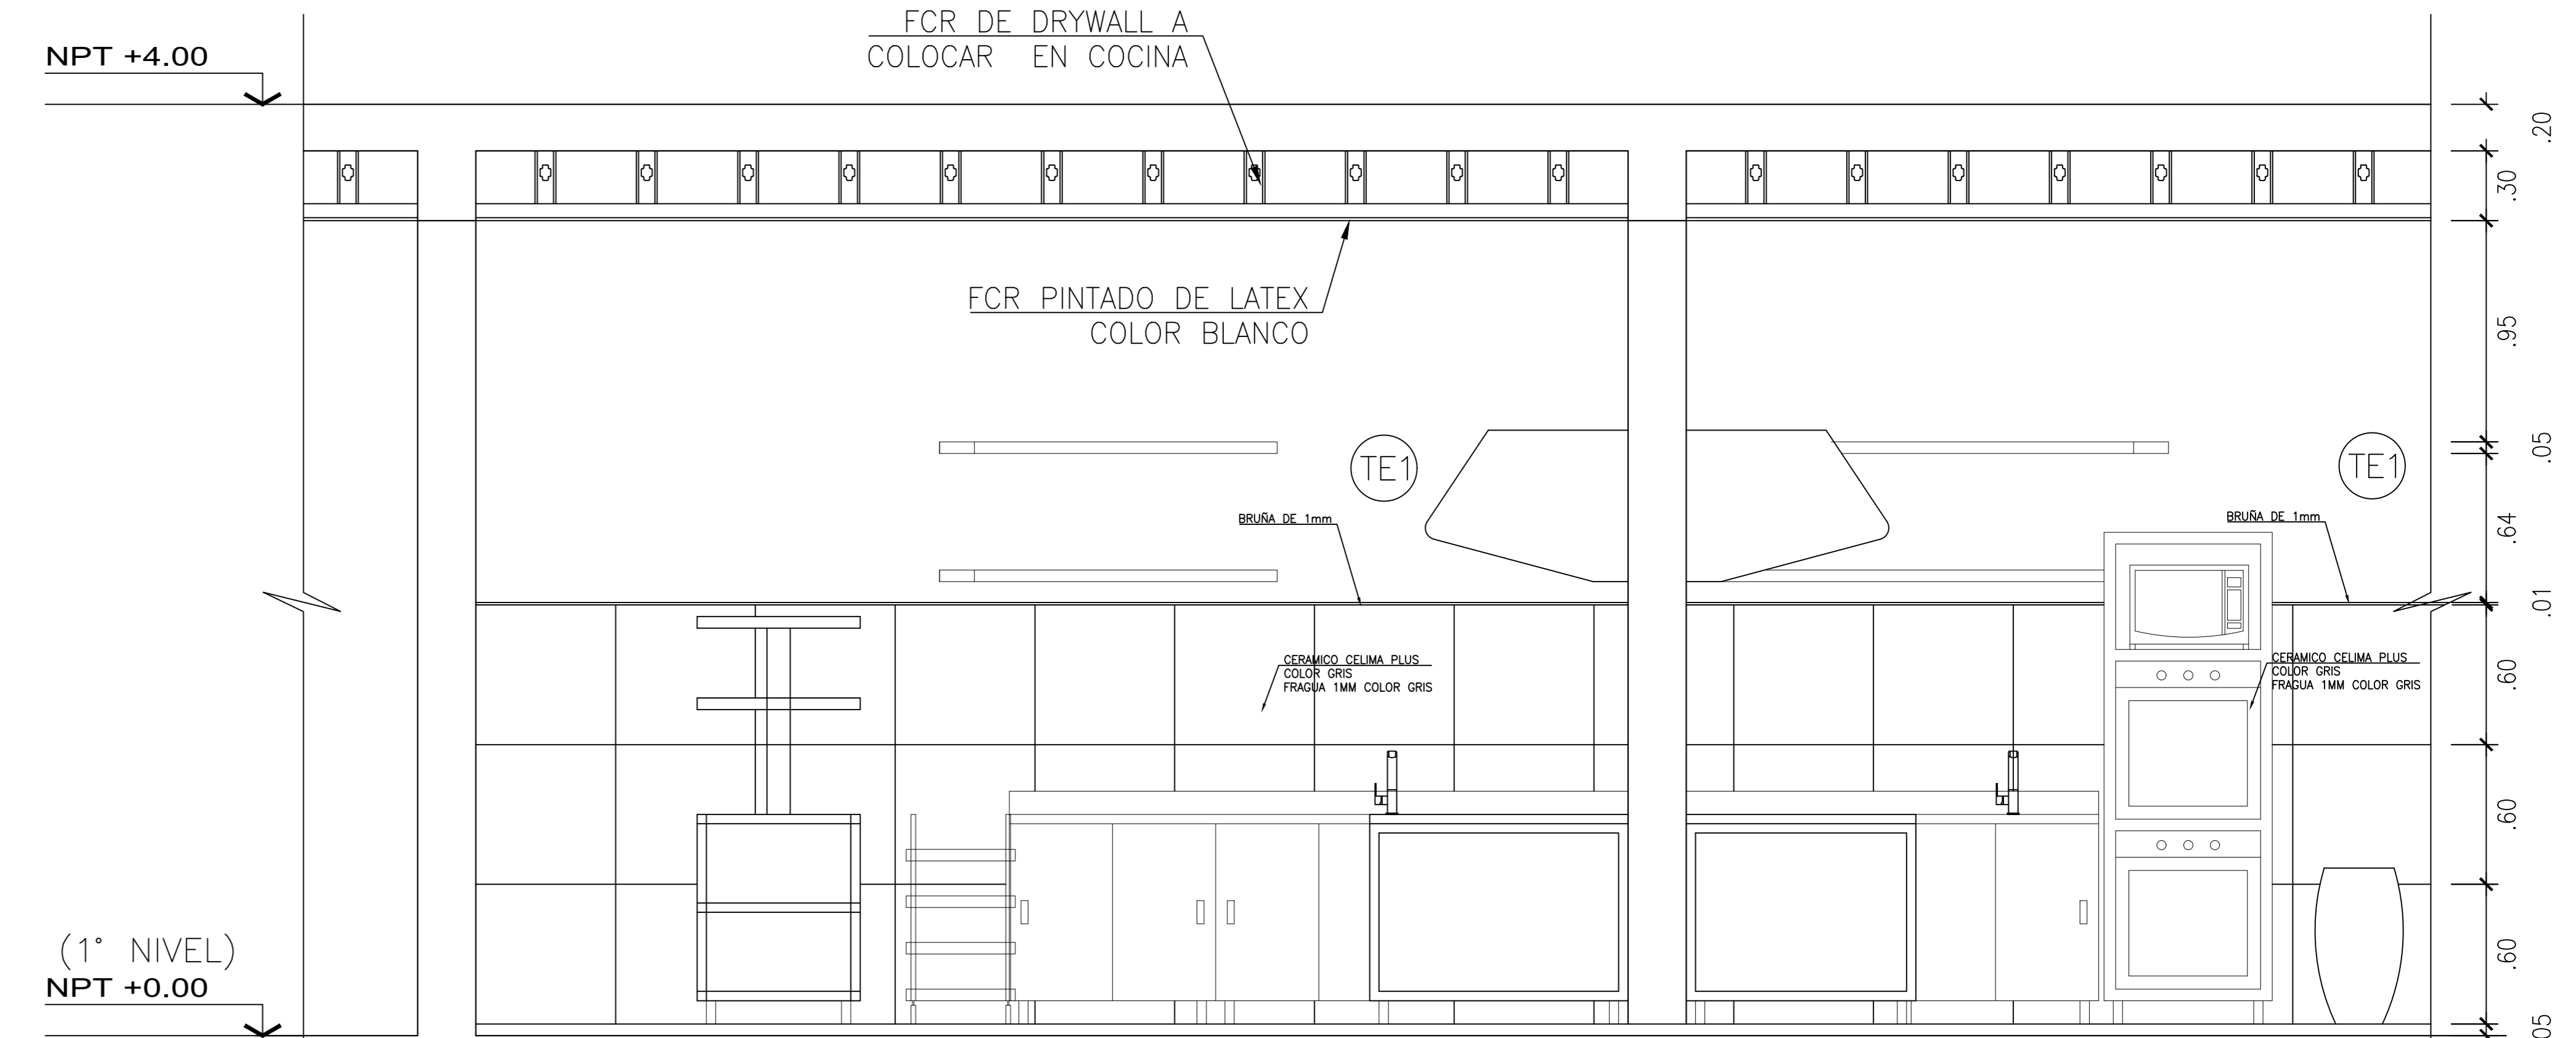 FCR DE DRYWALL A
COLOCAR EN COCINA
NPT +4.00
.20
.30
FCR PINTADO DE LATEX
COLOR BLANCO
.95
TE1
TE1
.05
BRUÑA DE 1mm
BRUÑA DE 1mm
.64
.01
CERAMICO CELIMA PLUS
COLOR GRIS
FRAGUA 1MM COLOR GRIS
CERAMICO CELIMA PLUS
COLOR GRIS
FRAGUA 1MM COLOR GRIS
.60
.60
.60
(1° NIVEL)
NPT +0.00
05